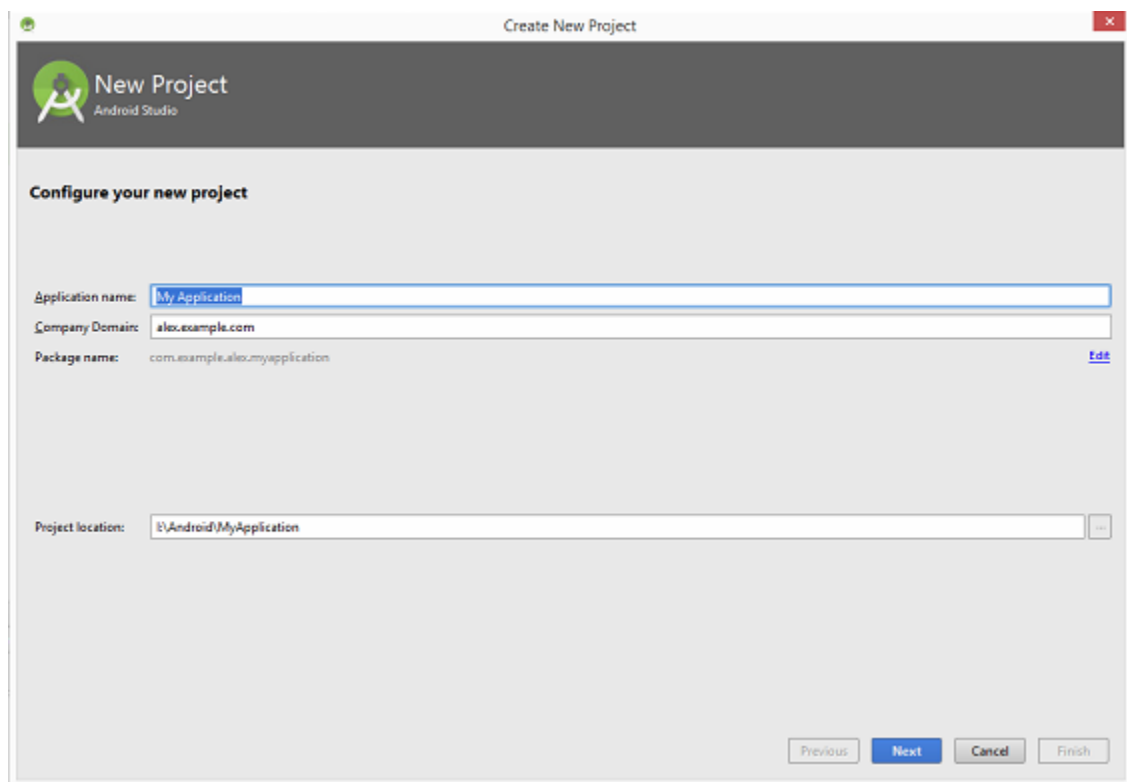 Create New Project
New Project
Android Studio
Configure your new project
Application name: My Application
Company Domain: alex.example.com
Package name: com.example.alex.myapplication Edit
Project location: I:\Android\MyApplication ...
Previous Next Cancel Finish